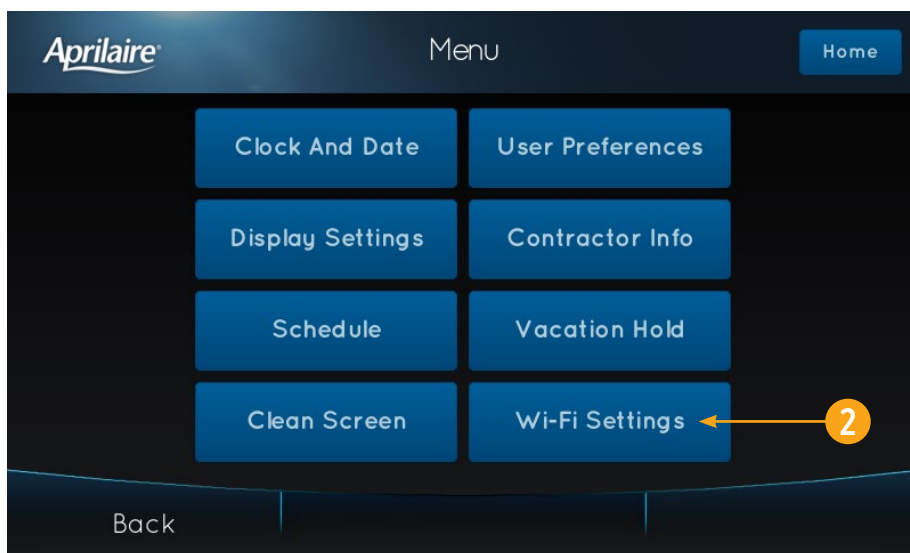 Aprilaire® Menu Home
Clock And Date User Preferences
Display Settings Contractor Info
Schedule Vacation Hold
Clean Screen Wi-Fi Settings 2
Back